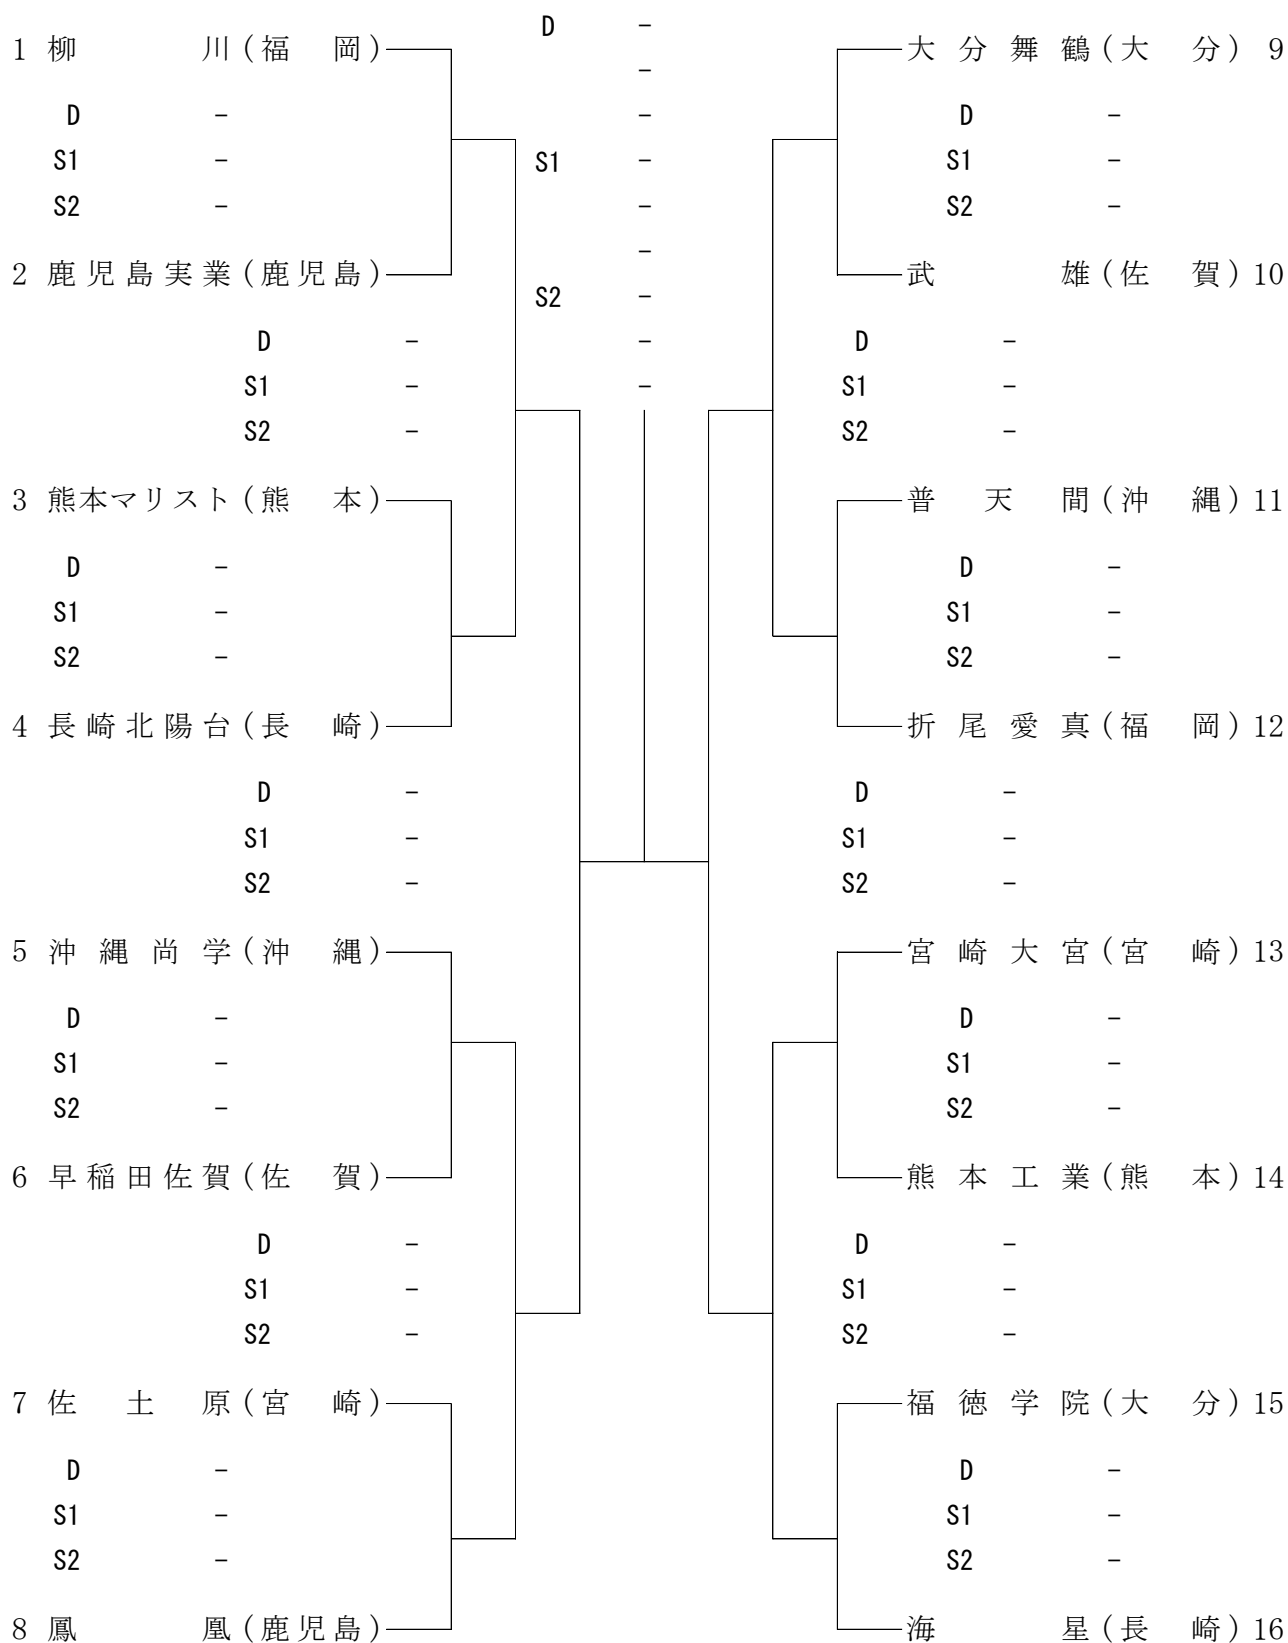 D -
1 柳 川(福 岡) 大 分 舞 鶴(大 分) 9
-
D - - D -
S1 - S1 - S1 -
S2 - - S2 -
-
2 鹿児島実業(鹿児島) 武 雄(佐 賀) 10
S2 -
D - - D -
S1 - - S1 -
S2 - S2 -
3 熊本マリスト(熊 本) 普 天 間(沖 縄) 11
D - D -
S1 - S1 -
S2 - S2 -
4 長崎北陽台(長 崎) 折 尾 愛 真(福 岡) 12
D - D -
S1 - S1 -
S2 - S2 -
5 沖 縄 尚 学(沖 縄) 宮 崎 大 宮(宮 崎) 13
D - D -
S1 - S1 -
S2 - S2 -
6 早稲田佐賀(佐 賀) 熊 本 工 業(熊 本) 14
D - D -
S1 - S1 -
S2 - S2 -
7 佐 土 原(宮 崎) 福 徳 学 院(大 分) 15
D - D -
S1 - S1 -
S2 - S2 -
8 鳳 凰(鹿児島) 海 星(長 崎) 16